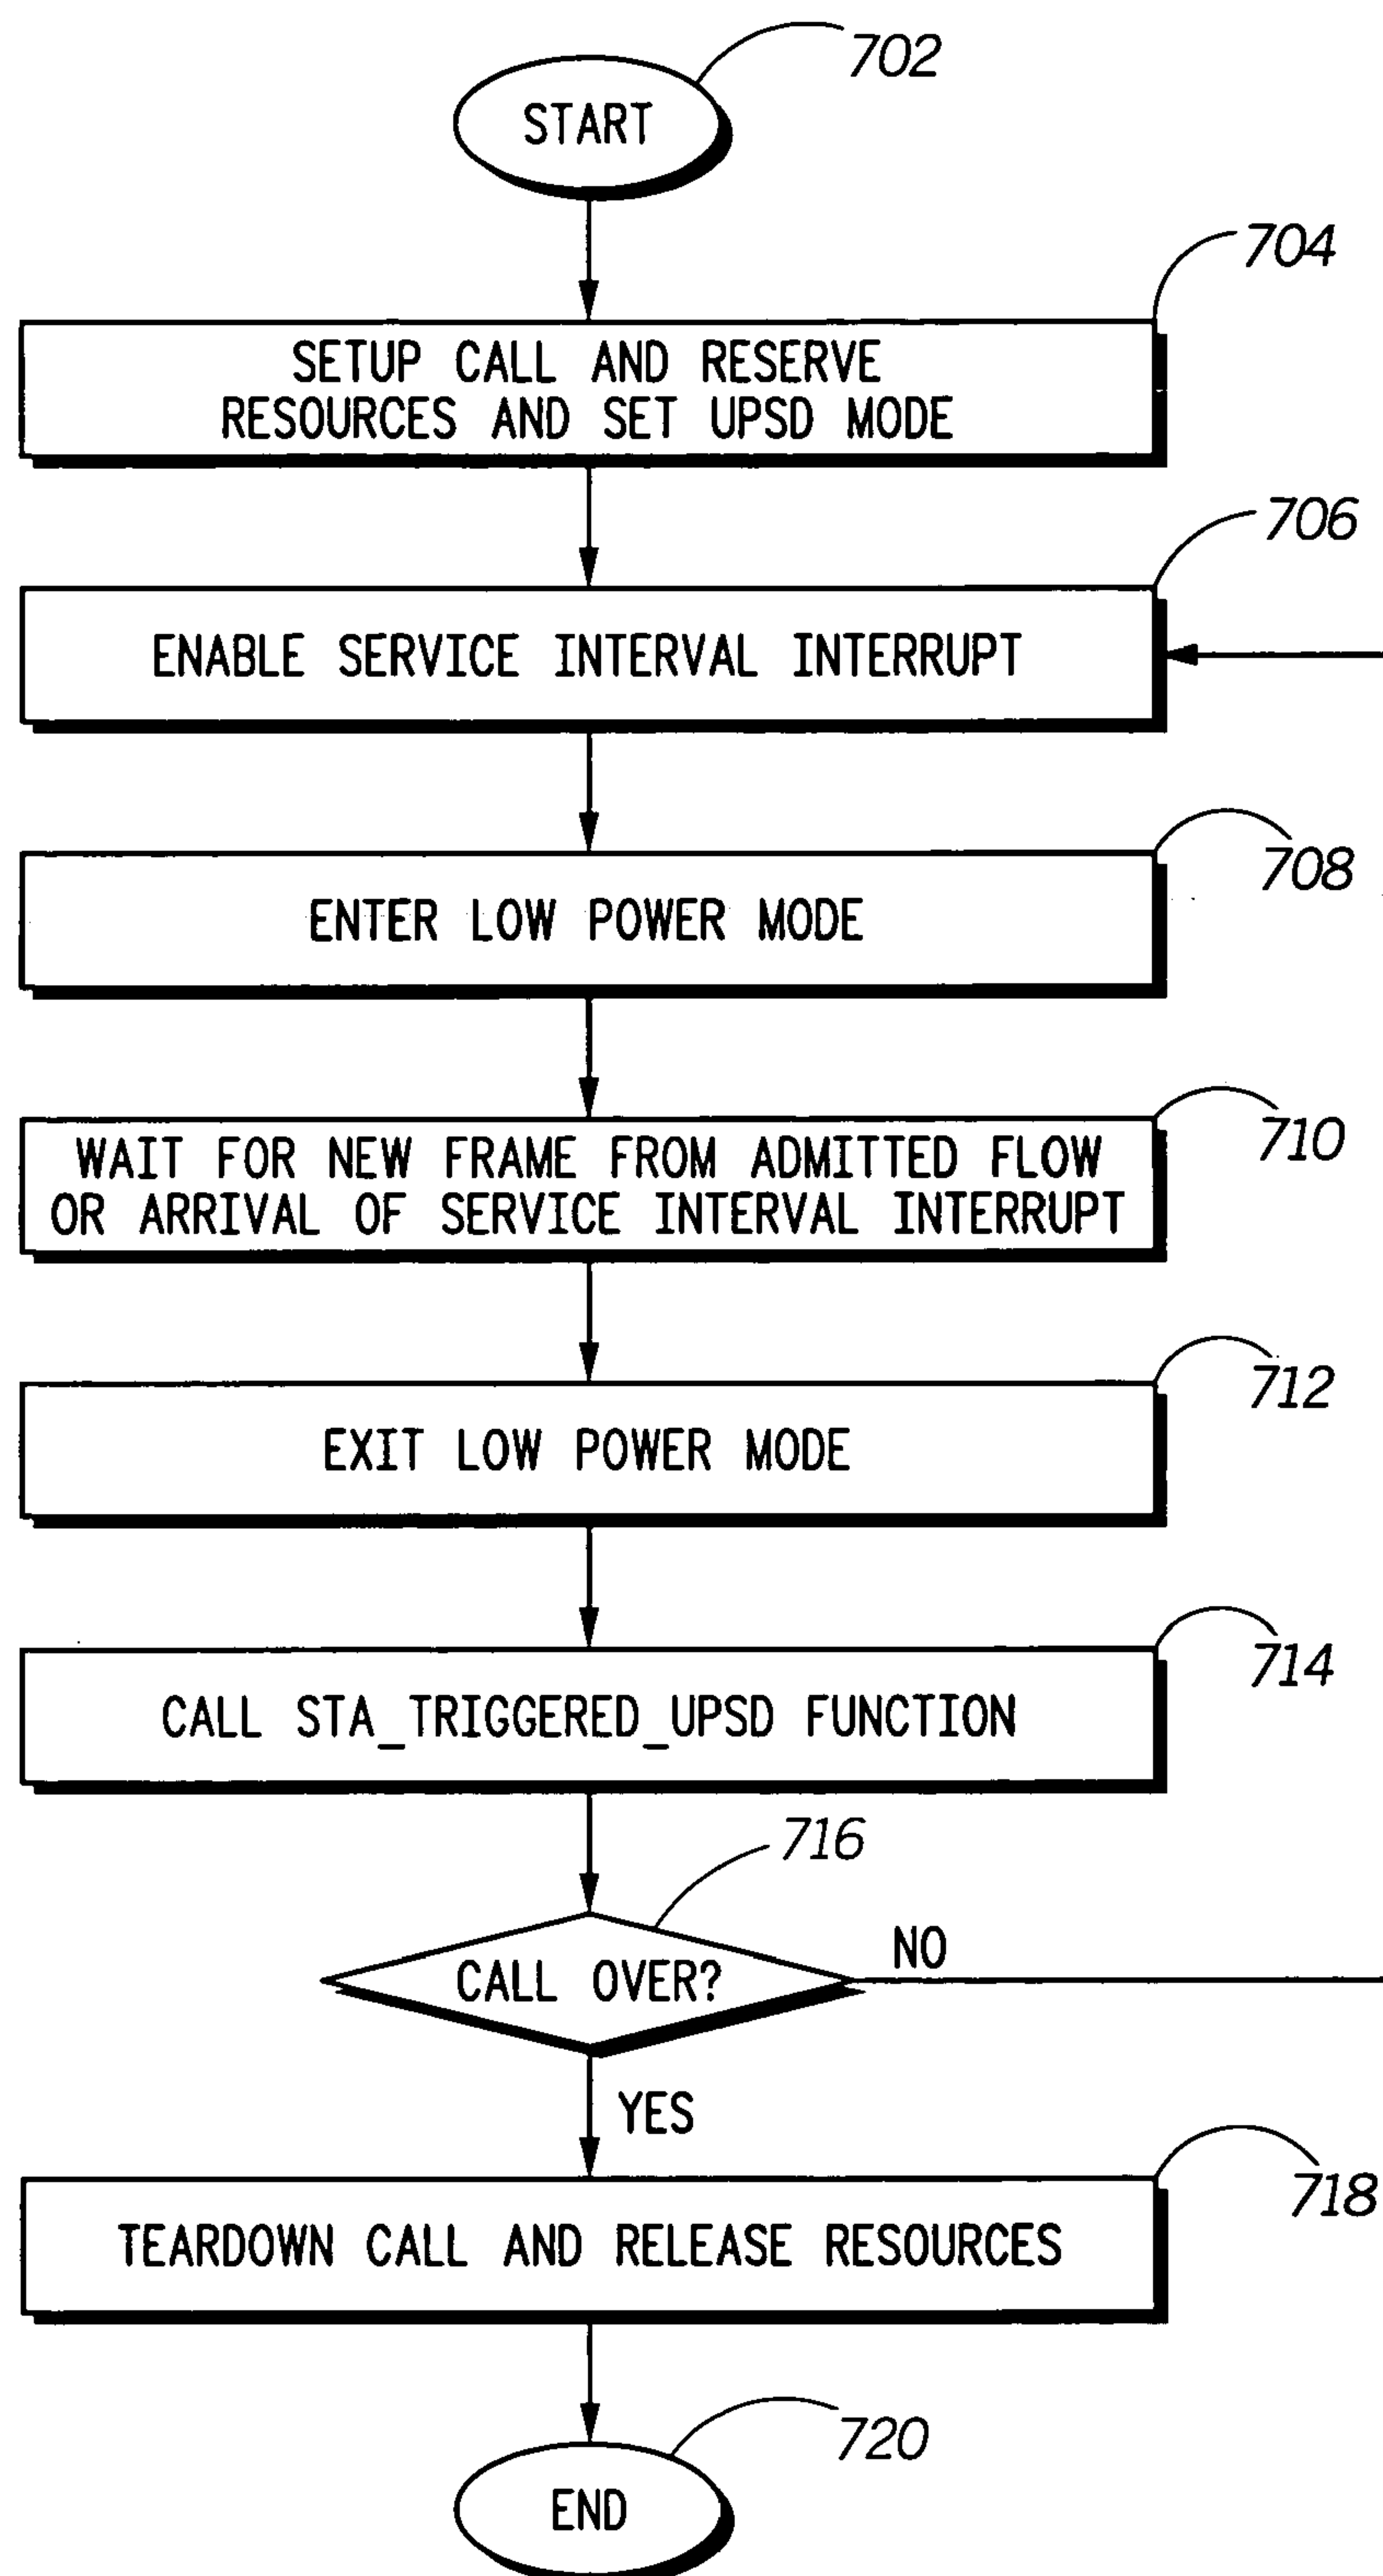 702
START
704
SETUP CALL AND RESERVE
RESOURCES AND SET UPSD MODE
706
ENABLE SERVICE INTERVAL INTERRUPT
708
ENTER LOW POWER MODE
710
WAIT FOR NEW FRAME FROM ADMITTED FLOW
OR ARRIVAL OF SERVICE INTERVAL INTERRUPT
712
EXIT LOW POWER MODE
714
CALL STA_TRIGGERED_UPSD FUNCTION
716
CALL OVER?
NO
YES
718
TEARDOWN CALL AND RELEASE RESOURCES
720
END